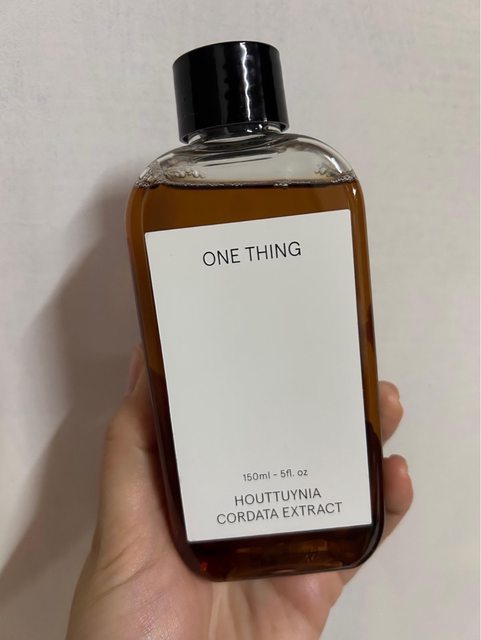 ONE THING
150ml - 5fl. oz
HOUTTUYNIA
CORDATA EXTRACT